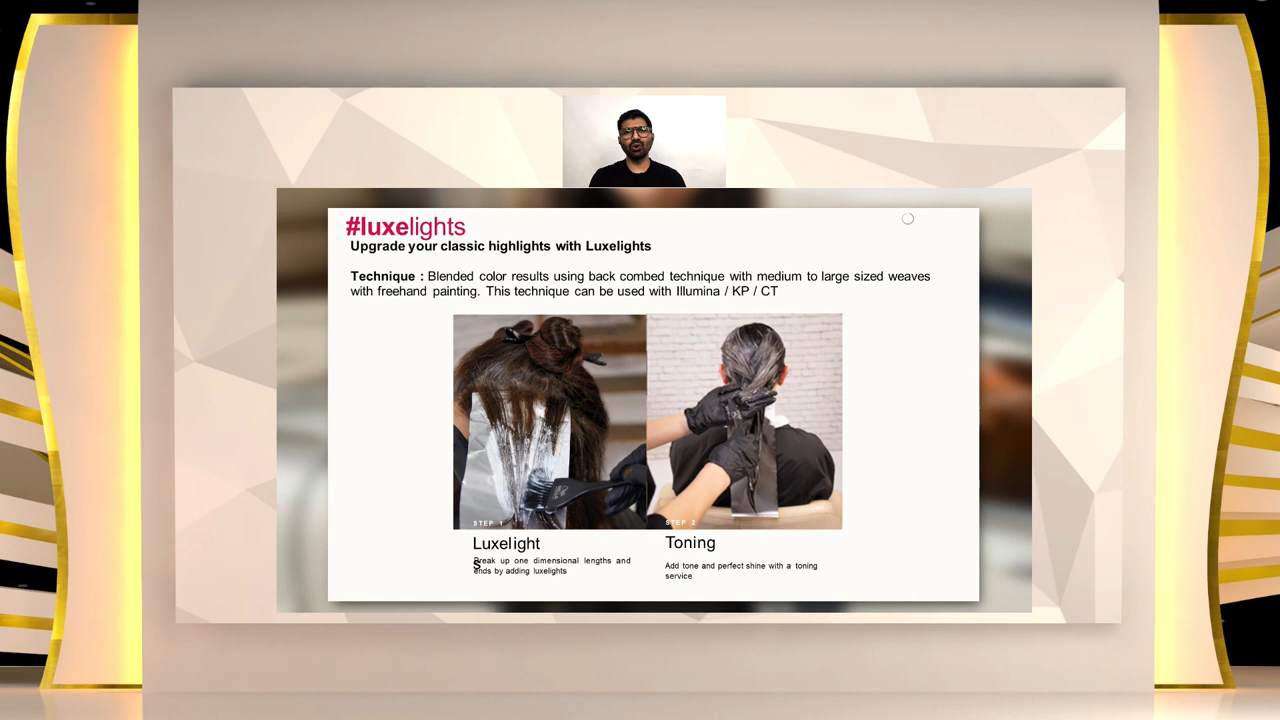 #luxelights
Upgrade your classic highlights with Luxelights
Technique : Blended color results using back combed technique with medium to large sized weaves
with freehand painting. This technique can be used with Illumina / KP / CT
STEP 1
Luxelight
s
Break up one dimensional lengths and
ends by adding luxelights
STEP 2
Toning
Add tone and perfect shine with a toning
service